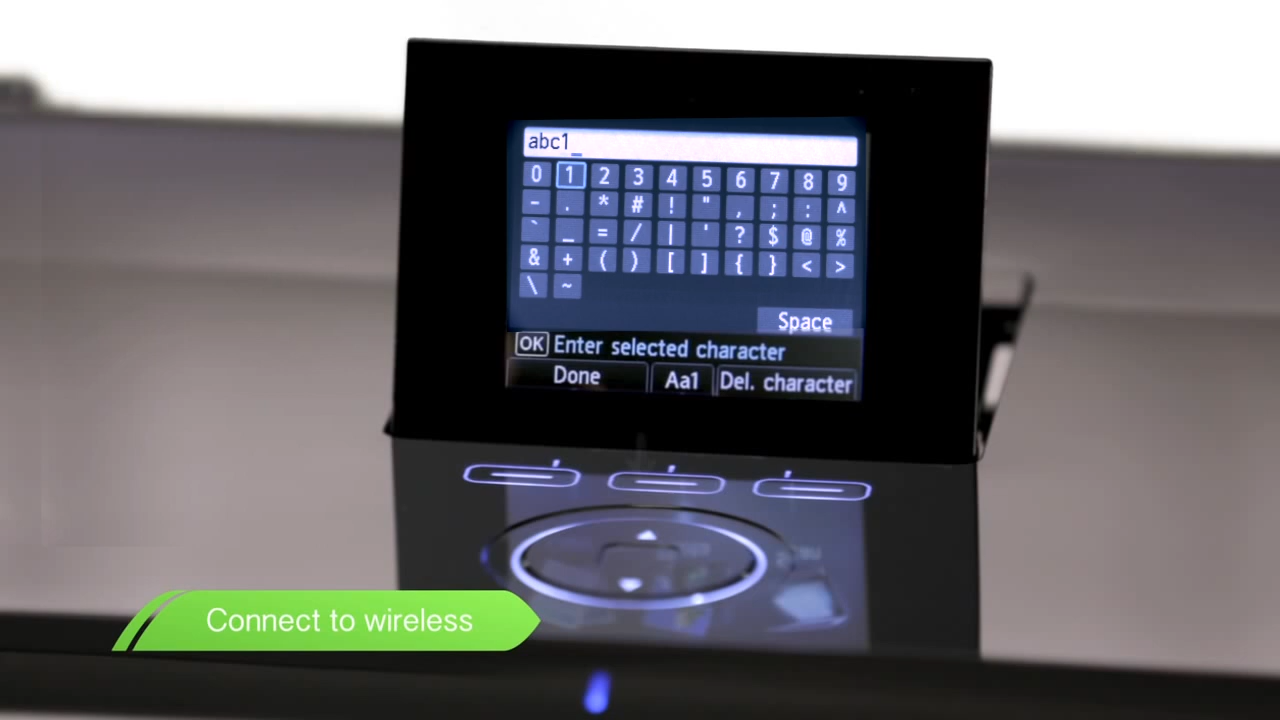 abc1_
0 1 2 3 4 5 6 7 8 9
- . * # ! " , ; : ^
` _ = / | ' ? $ @ %
& + ( ) [ ] { } < >
\ ~
Space
OK Enter selected character
Done Aa1 Del. character
Connect to wireless